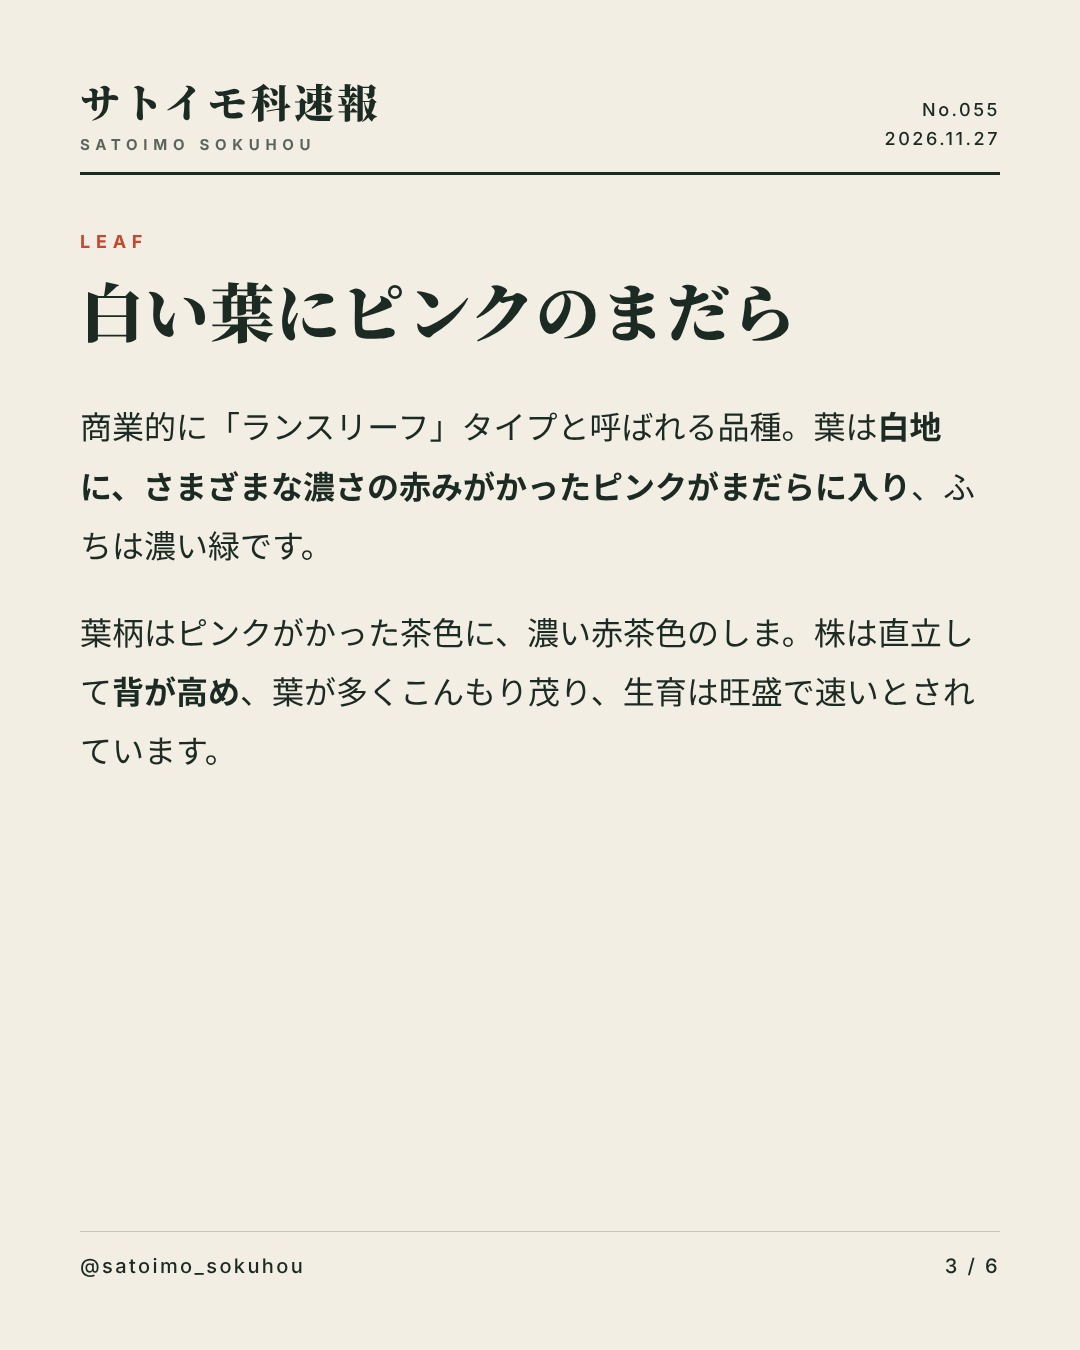 サトイモ科速報
SATOIMO SOKUHOU
No.055
2026.11.27
LEAF
白い葉にピンクのまだら
商業的に「ランスリーフ」タイプと呼ばれる品種。葉は白地
に、さまざまな濃さの赤みがかったピンクがまだらに入り、ふ
ちは濃い緑です。
葉柄はピンクがかった茶色に、濃い赤茶色のしま。株は直立し
て背が高め、葉が多くこんもり茂り、生育は旺盛で速いとされ
ています。
@satoimo_sokuhou
3 / 6